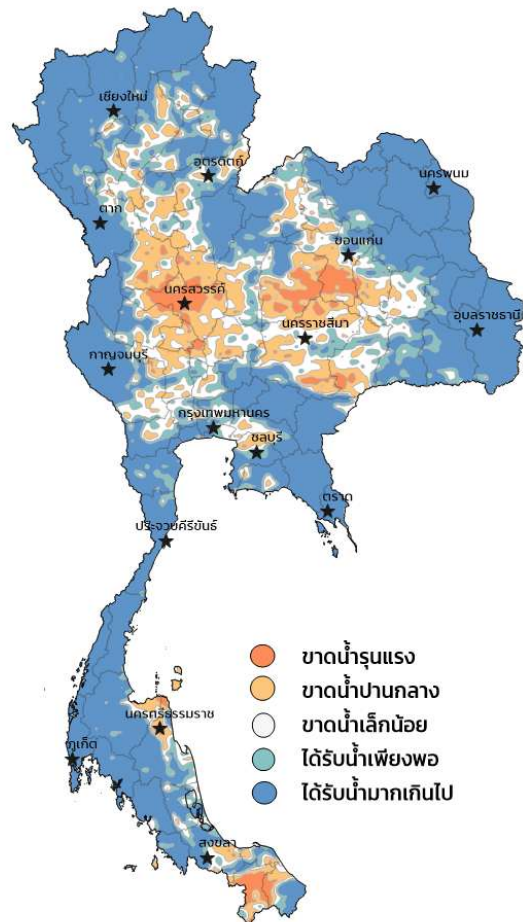 เชียงใหม่
อุตรดิตถ์
นครพนม
ตาก
ขอนแก่น
นครสวรรค์
นครราชสีมา
อุบลราชธานี
กาญจนบุรี
กรุงเทพมหานคร
ชลบุรี
ตราด
ประจวบคีรีขันธ์
ขาดน้ำรุนแรง
ขาดน้ำปานกลาง
ขาดน้ำเล็กน้อย
ได้รับน้ำเพียงพอ
ได้รับน้ำมากเกินไป
นครศรีธรรมราช
ภูเก็ต
สงขลา